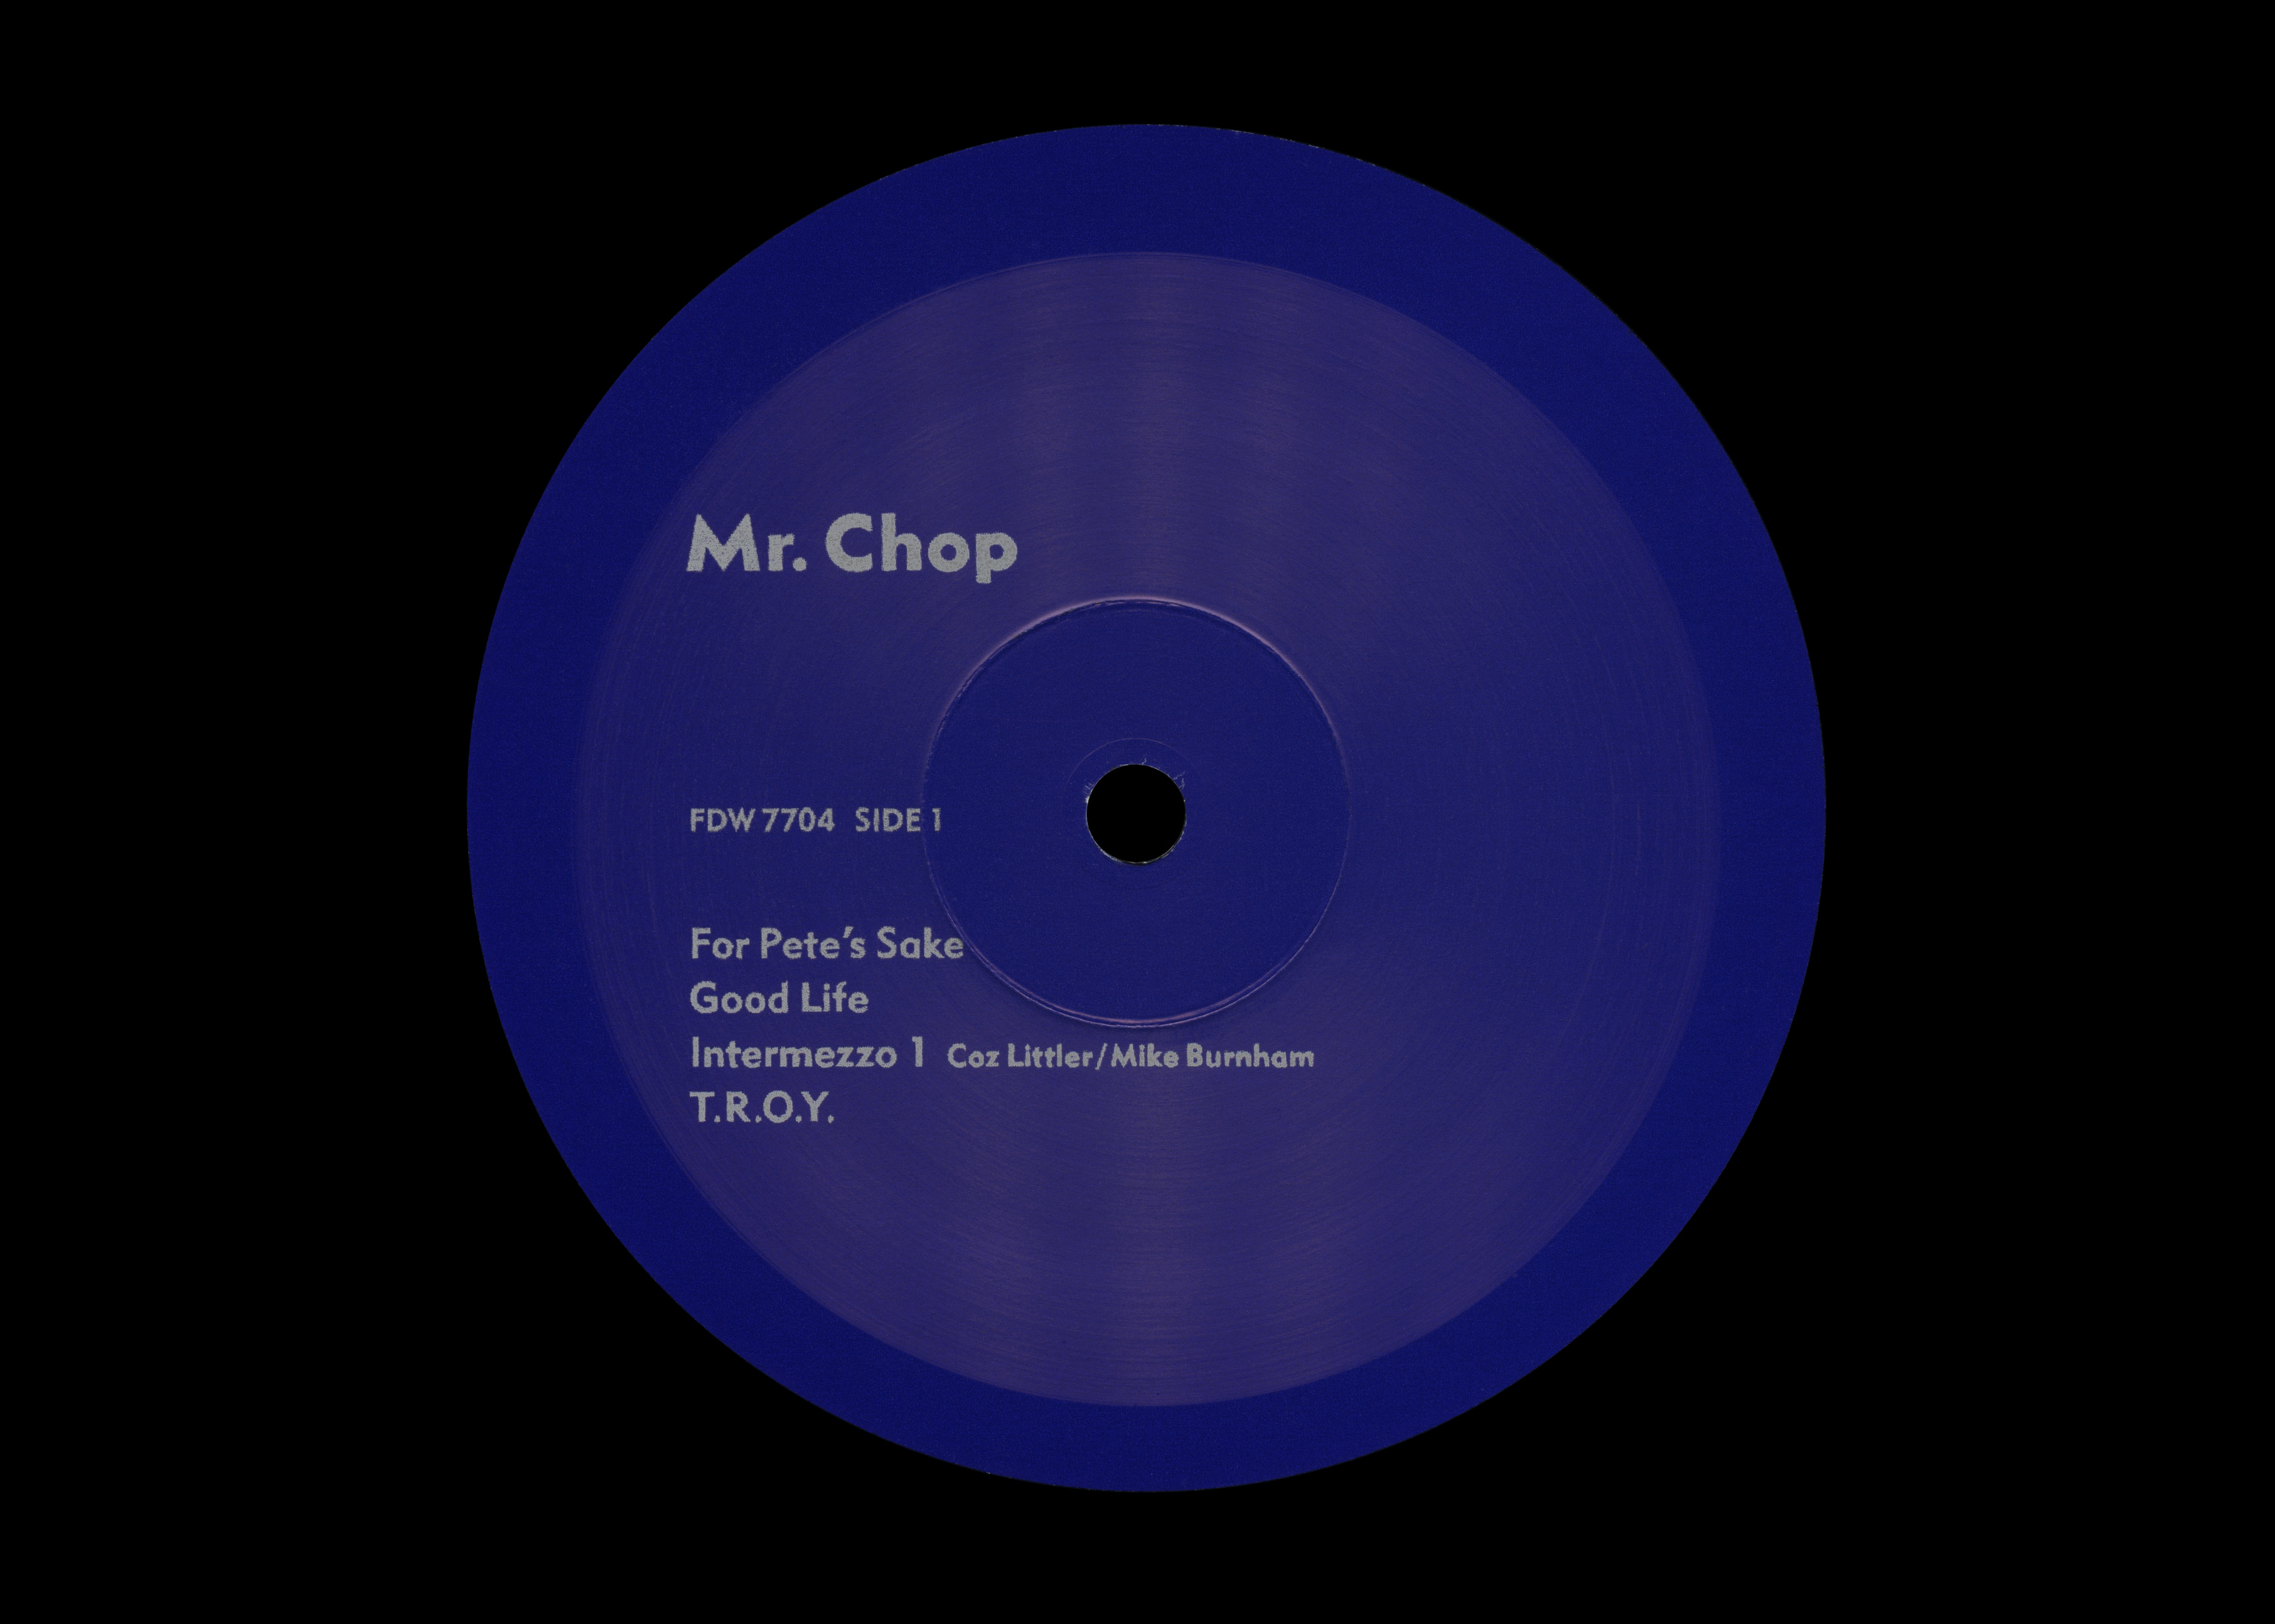 Mr. Chop
FDW 7704 SIDE 1
For Pete's Sake
Good Life
Intermezzo 1 Coz Littler/Mike Burnham
T.R.O.Y.